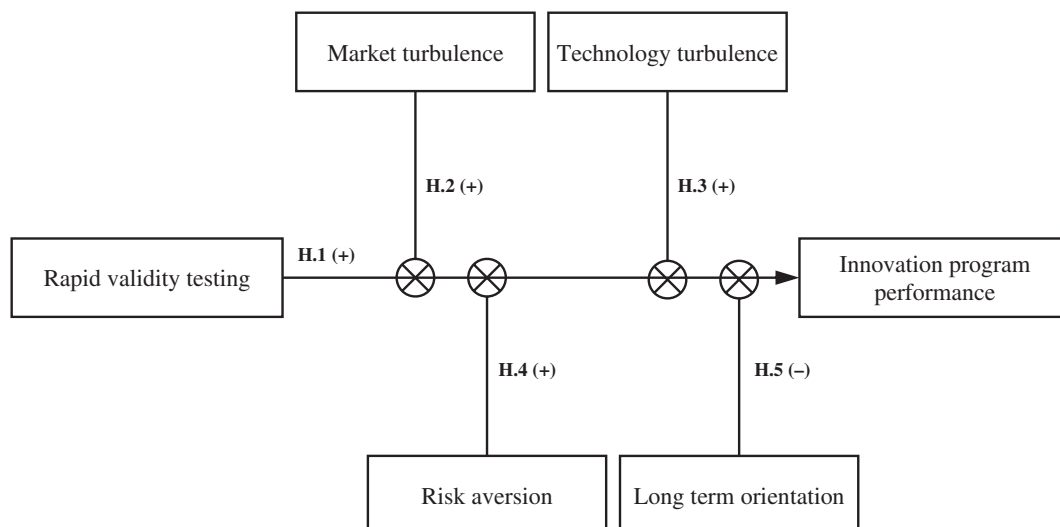 Market turbulence
Technology turbulence
H.2 (+)
H.3 (+)
H.1 (+)
Rapid validity testing
Innovation program
performance
H.4 (+)
H.5 (–)
Risk aversion
Long term orientation